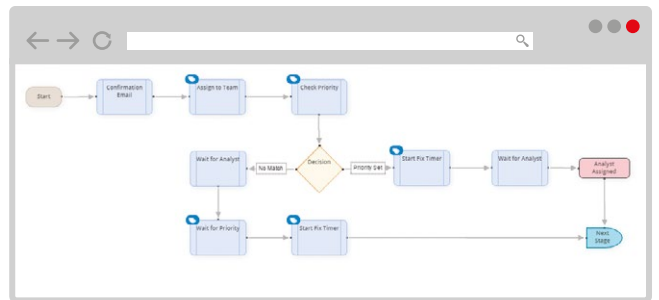 Start
Confirmation
Email
Assign to Team
Check Priority
Wait for Analyst
No Match
Decision
Priority Set
Start Fix Timer
Wait for Analyst
Analyst
Assigned
Wait for Priority
Start Fix Timer
Next
Stage